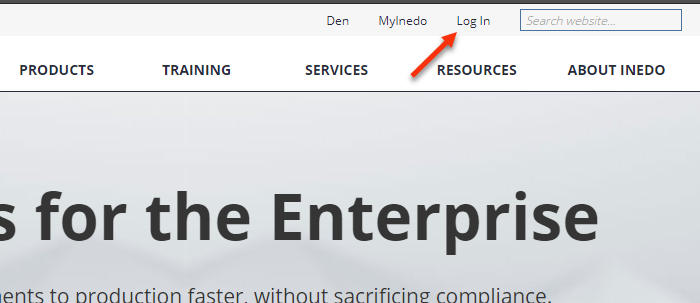 Den MyInedo Log In Search website...
PRODUCTS TRAINING SERVICES RESOURCES ABOUT INEDO
s for the Enterprise
ments to production faster, without sacrificing compliance.